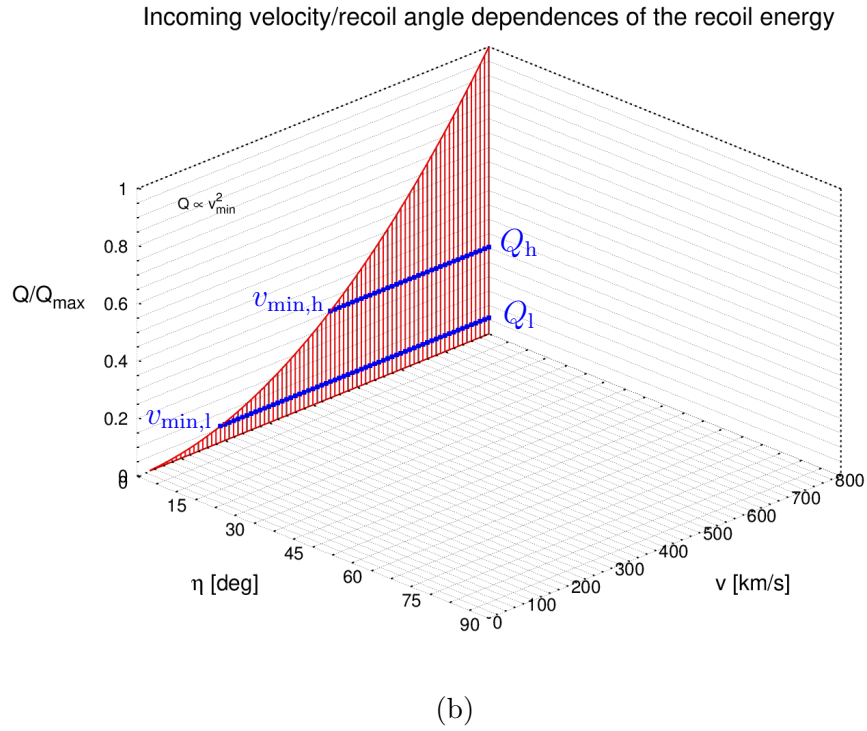 Incoming velocity/recoil angle dependences of the recoil energy
1
Q ∝ v²min
0.8
Qh
Q/Qmax
0.6
vmin,h
Ql
0.4
0.2
vmin,l
0
0
15
30
45
60
75
90
η [deg]
0
100
200
300
400
500
600
700
800
v [km/s]
(b)